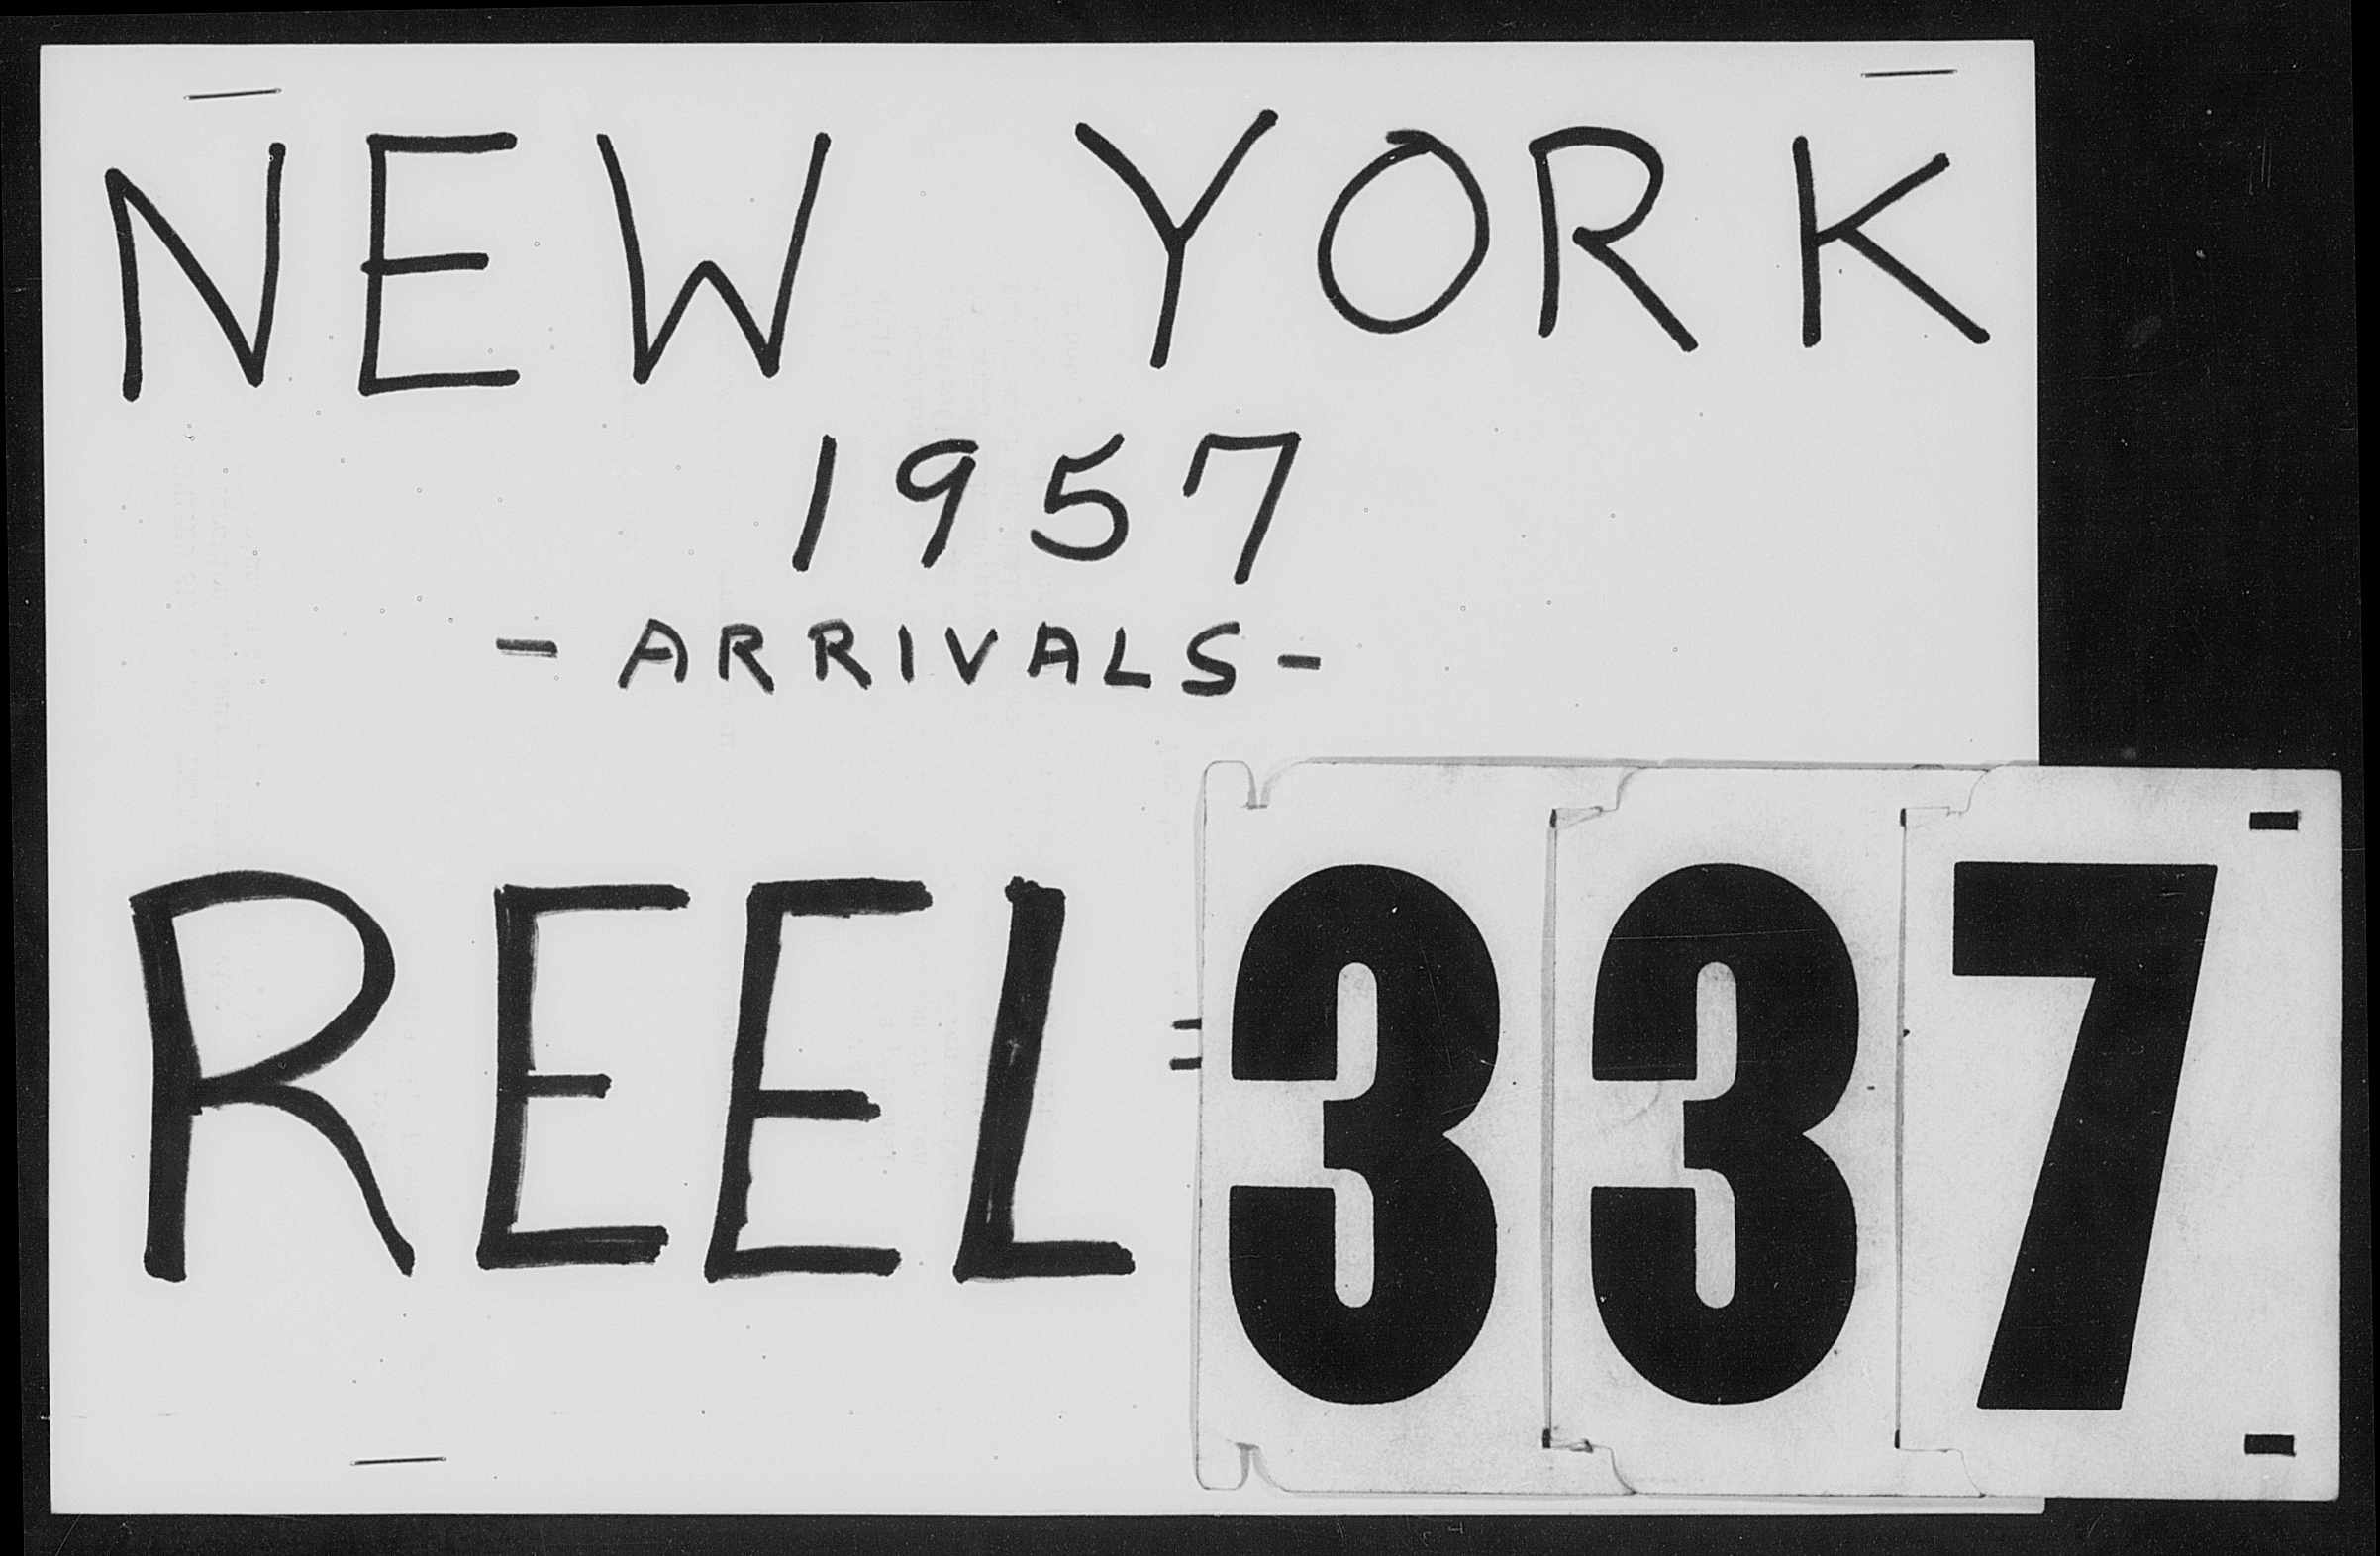 NEW YORK
1957
- ARRIVALS -
REEL 337